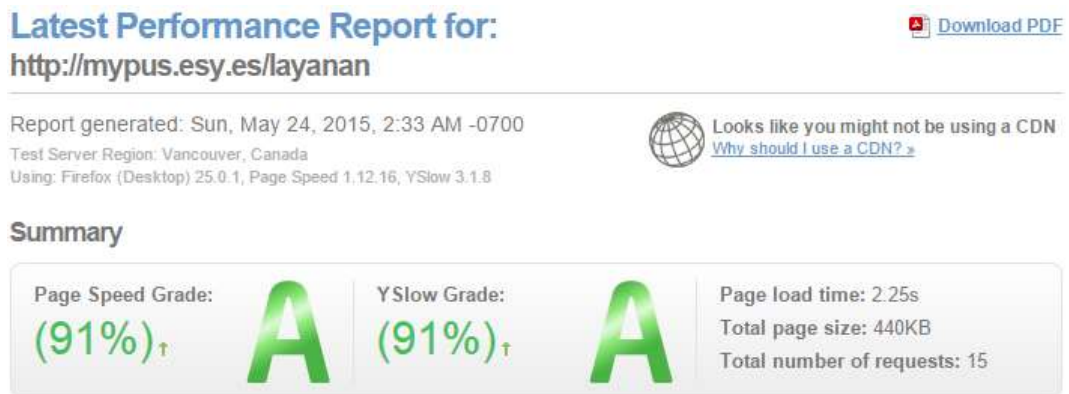 Latest Performance Report for:
Download PDF
http://mypus.esy.es/layanan
Report generated: Sun, May 24, 2015, 2:33 AM -0700
Test Server Region: Vancouver, Canada
Using: Firefox (Desktop) 25.0.1, Page Speed 1.12.16, YSlow 3.1.8
Looks like you might not be using a CDN
Why should I use a CDN? »
Summary
Page Speed Grade:
(91%)↑
A
YSlow Grade:
(91%)↑
A
Page load time: 2.25s
Total page size: 440KB
Total number of requests: 15